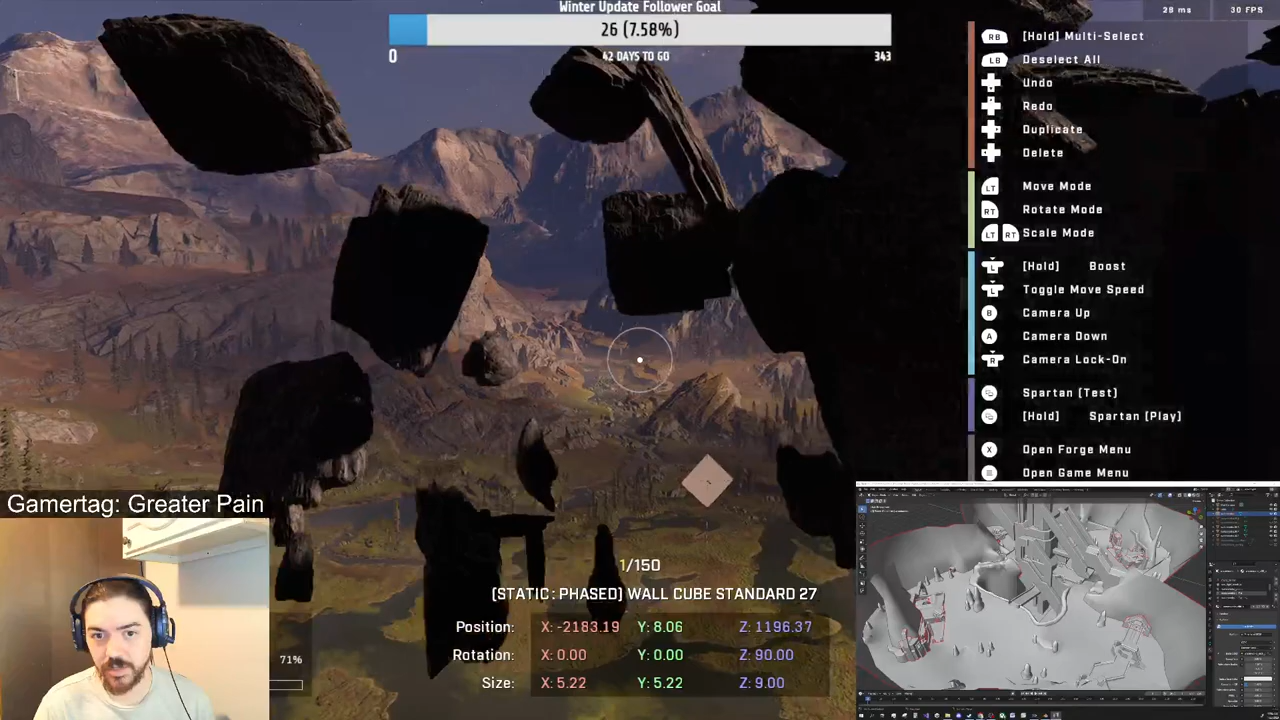 Winter Update Follower Goal
26 (7.58%)
0
42 DAYS TO GO
343
28 ms
30 FPS
RB [Hold] Multi-Select
LB Deselect All
Undo
Redo
Duplicate
Delete
LT Move Mode
RT Rotate Mode
LT RT Scale Mode
L [Hold] Boost
L Toggle Move Speed
B Camera Up
A Camera Down
R Camera Lock-On
Spartan (Test)
[Hold] Spartan (Play)
X Open Forge Menu
Open Game Menu
Gamertag: Greater Pain
71%
1/150
(STATIC : PHASED) WALL CUBE STANDARD 27
Position: X: -2183.19 Y: 8.06 Z: 1196.37
Rotation: X: 0.00 Y: 0.00 Z: 90.00
Size: X: 5.22 Y: 5.22 Z: 9.00